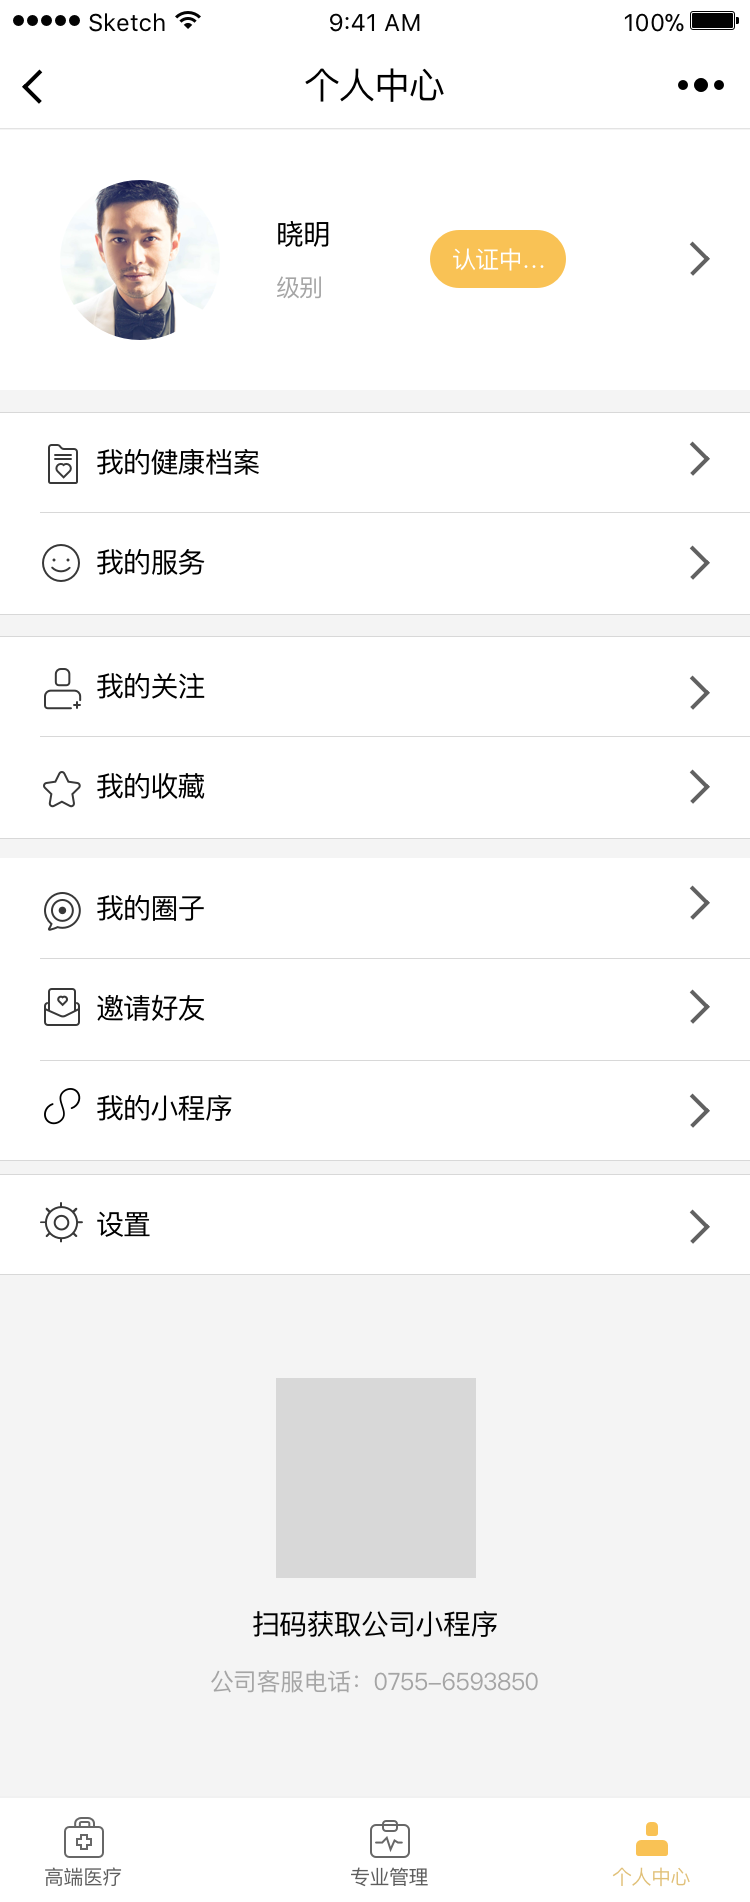 Sketch 9:41 AM 100%
个人中心
晓明
认证中...
级别
我的健康档案
我的服务
我的关注
我的收藏
我的圈子
邀请好友
我的小程序
设置
扫码获取公司小程序
公司客服电话：0755-6593850
高端医疗 专业管理 个人中心